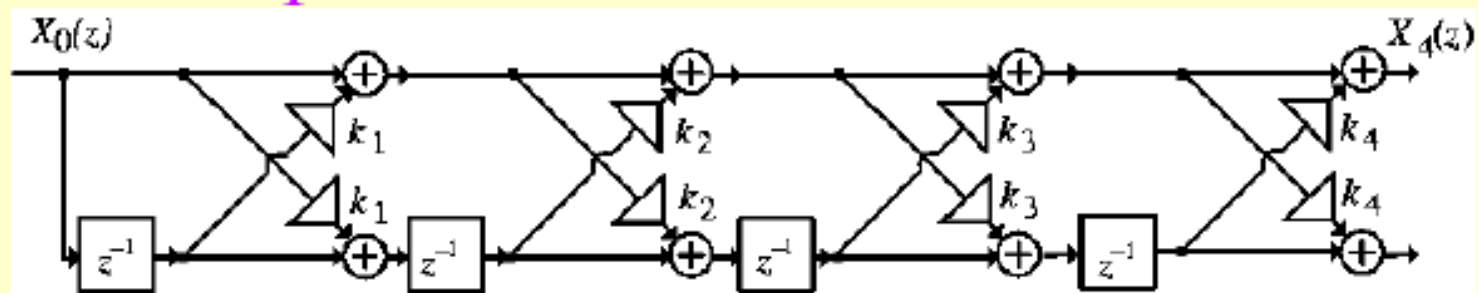 X₀(z) X₄(z)
+ + + +
k₁ k₂ k₃ k₄
k₁ k₂ k₃ k₄
z⁻¹ + z⁻¹ + z⁻¹ + z⁻¹ +